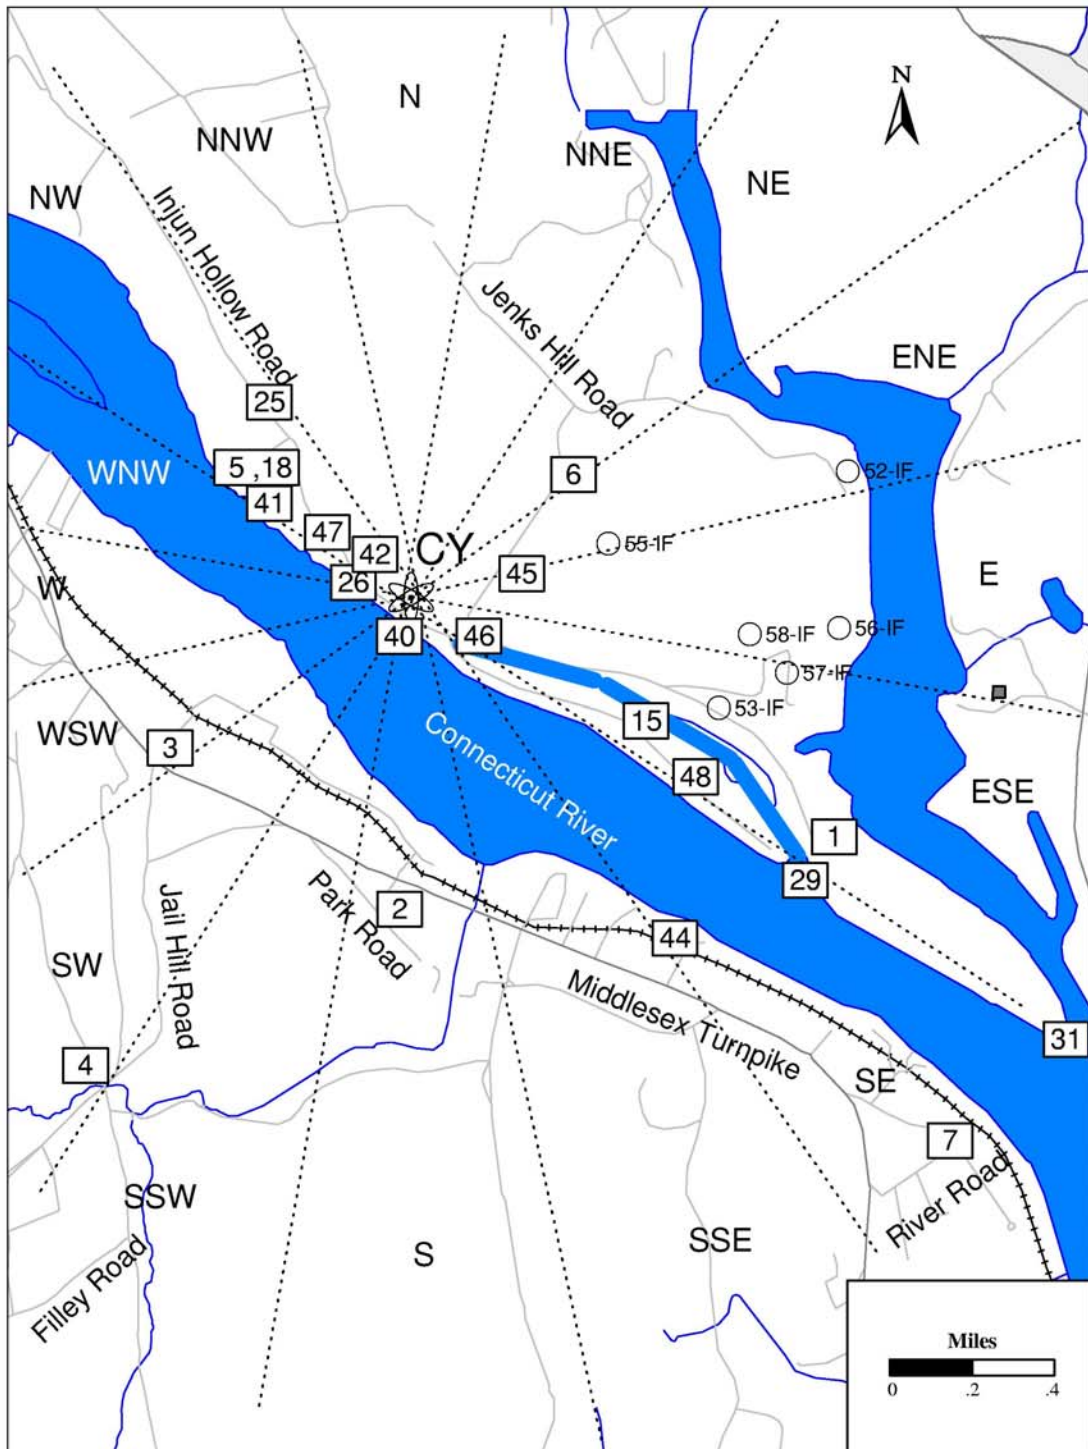 N
N
NNW
NNE
NE
NW
Injun Hollow Road
Jenks Hill Road
ENE
25
WNW
5 ,18
6
52-IF
41
47
42
CY
55-IF
45
E
26
W
40
46
58-IF
56-IF
57-IF
53-IF
15
WSW
3
Connecticut River
48
ESE
1
29
Jail Hill Road
Park Road
2
44
SW
Middlesex Turnpike
31
4
SE
7
River Road
SSW
SSE
S
Filley Road
Miles
0 .2 .4